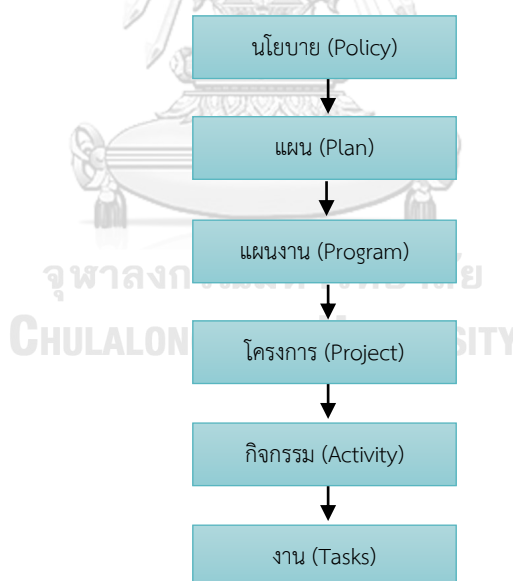 นโยบาย (Policy)
แผน (Plan)
แผนงาน (Program)
โครงการ (Project)
กิจกรรม (Activity)
งาน (Tasks)